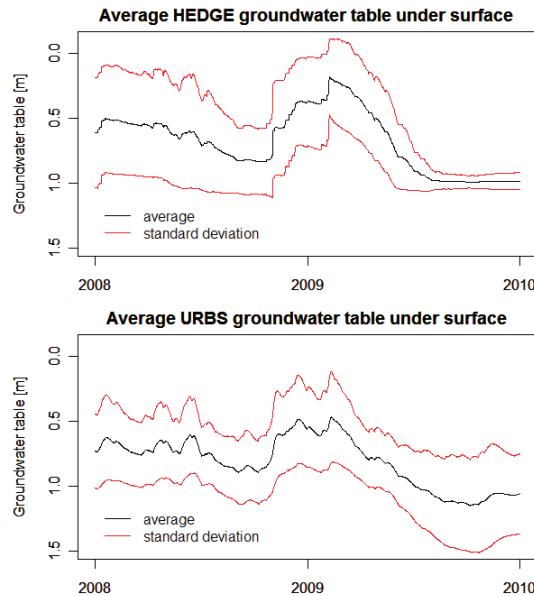 Average HEDGE groundwater table under surface
Groundwater table [m]
0.0
0.5
1.0
1.5
average
standard deviation
2008
2009
2010
Average URBS groundwater table under surface
Groundwater table [m]
0.0
0.5
1.0
1.5
average
standard deviation
2008
2009
2010